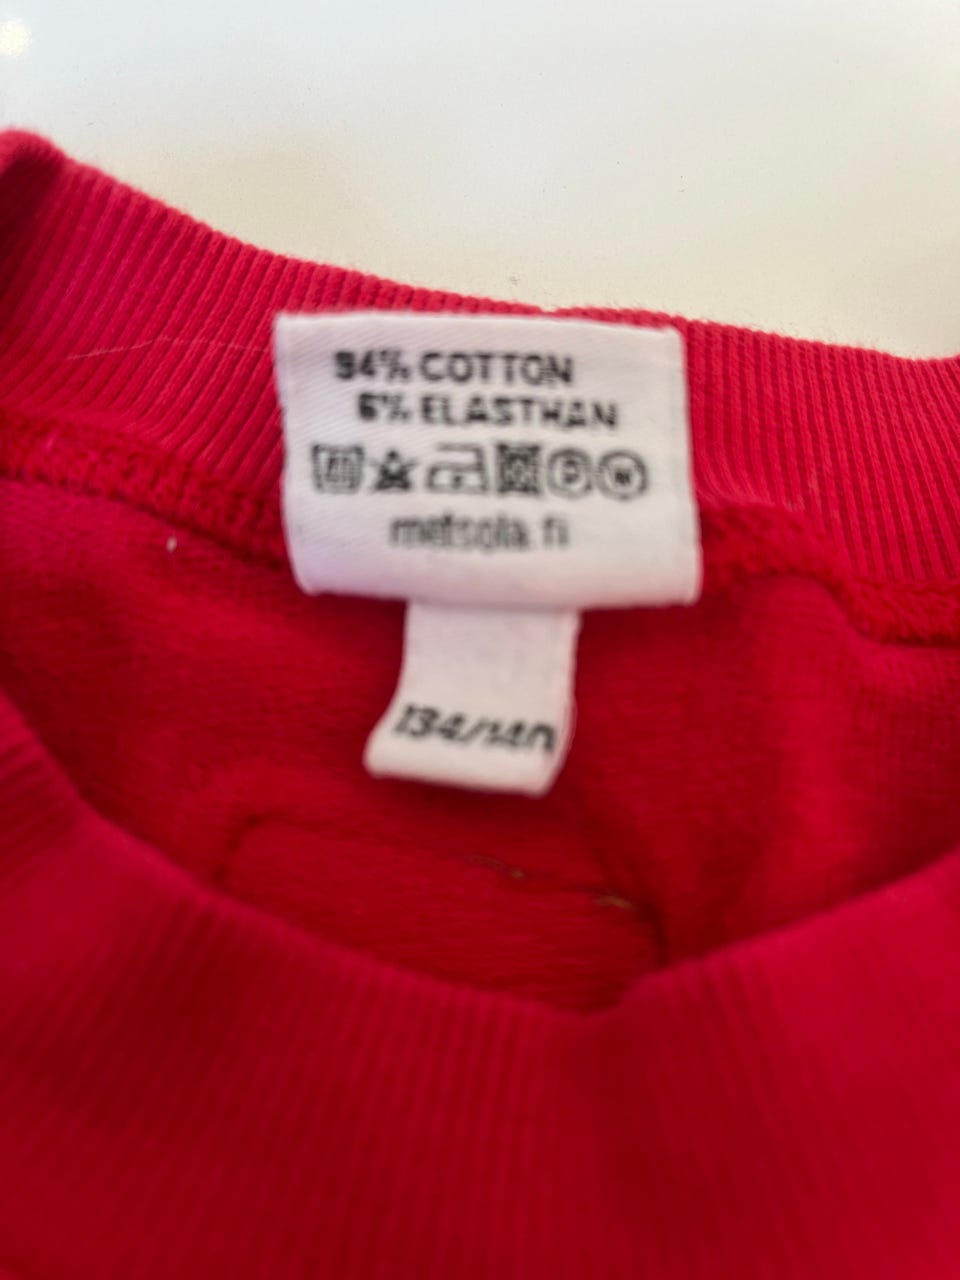 94% COTTON
6% ELASTHAN
metsola.fi
134/140